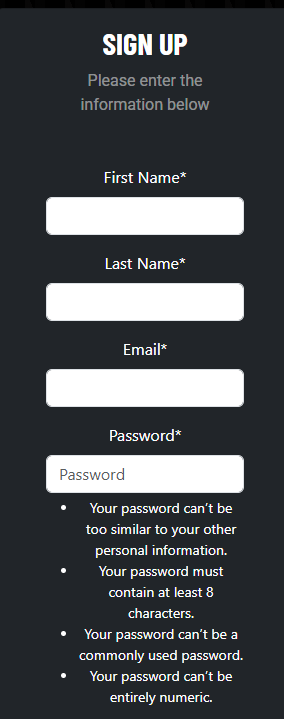 SIGN UP
Please enter the
information below
First Name*
Last Name*
Email*
Password*
Password
• Your password can’t be
too similar to your other
personal information.
• Your password must
contain at least 8
characters.
• Your password can’t be a
commonly used password.
• Your password can’t be
entirely numeric.